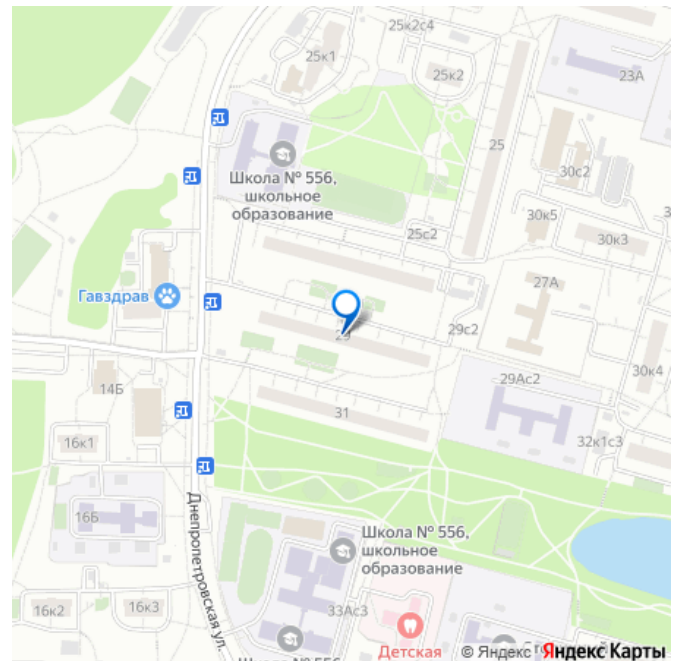 25к2с4
25к1
25к2
23А
25
Школа № 556,
школьное
образование
30с2
30к5
25с2
30к3
27А
Гавздрав
29с2
29
29Ас2
30к4
14Б
31
16к1
32к1с3
16Б
Днепропетровская ул.
Школа № 556,
школьное
образование
16к2
16к3
33Ас3
Детская
© Яндекс
Яндекс Карты